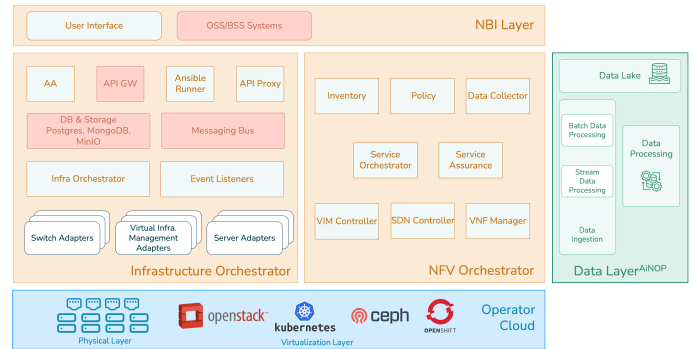 User Interface
OSS/BSS Systems
NBI Layer
AA
API GW
Ansible
Runner
API Proxy
DB & Storage
Postgres, MongoDB,
MinIO
Messaging Bus
Infra Orchestrator
Event Listeners
Switch Adapters
Virtual Infra.
Management
Adapters
Server Adapters
Infrastructure Orchestrator
Inventory
Policy
Data Collector
Service
Orchestrator
Service
Assurance
VIM Controller
SDN Controller
VNF Manager
NFV Orchestrator
Data Lake
Batch Data
Processing
Stream
Data
Processing
Data
Ingestion
Data
Processing
Data Layer AiNOP
Physical Layer
openstack™
kubernetes
ceph
OPENSHIFT
Virtualization Layer
Operator
Cloud